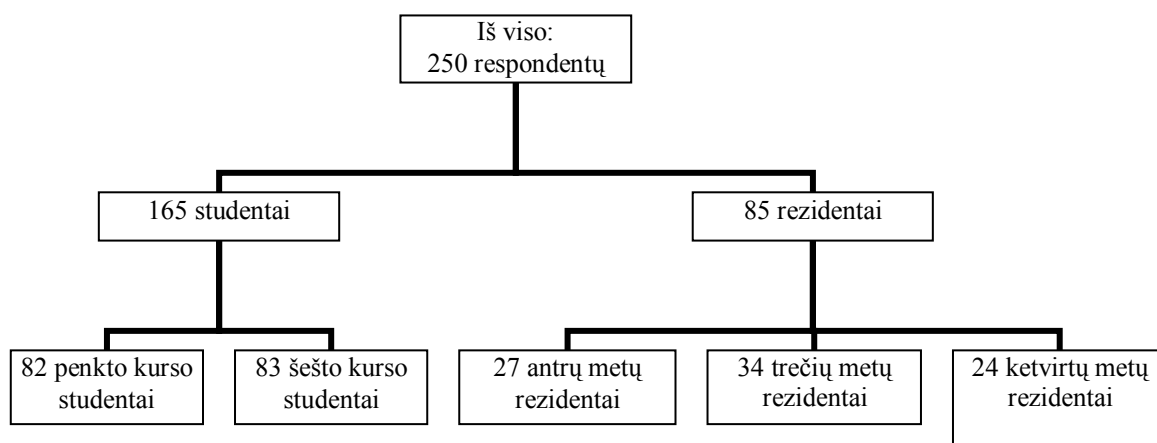 Iš viso:
250 respondentų
165 studentai
85 rezidentai
82 penkto kurso
studentai
83 šešto kurso
studentai
27 antrų metų
rezidentai
34 trečių metų
rezidentai
24 ketvirtų metų
rezidentai